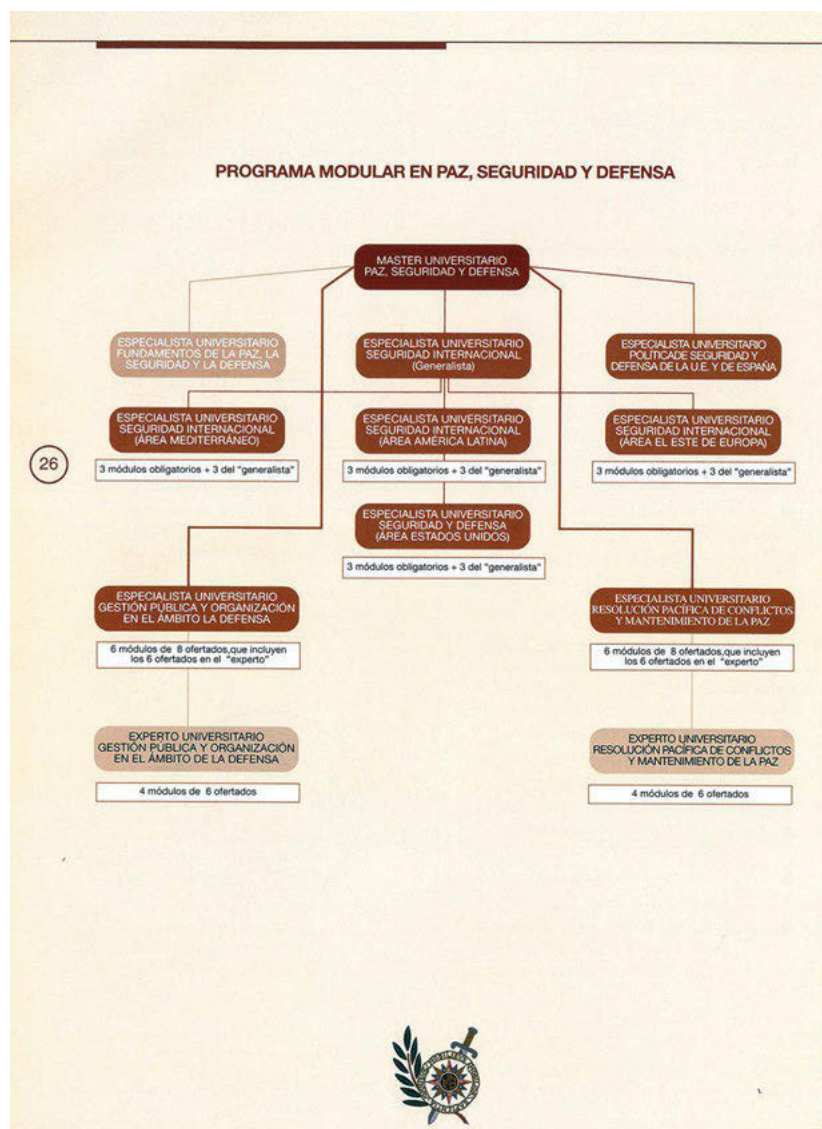 PROGRAMA MODULAR EN PAZ, SEGURIDAD Y DEFENSA
MASTER UNIVERSITARIO
PAZ, SEGURIDAD Y DEFENSA
ESPECIALISTA UNIVERSITARIO
FUNDAMENTOS DE LA PAZ, LA
SEGURIDAD Y LA DEFENSA
ESPECIALISTA UNIVERSITARIO
SEGURIDAD INTERNACIONAL
(Generalista)
ESPECIALISTA UNIVERSITARIO
POLITICADE SEGURIDAD Y
DEFENSA DE LA U.E. Y DE ESPAÑA
ESPECIALISTA UNIVERSITARIO
SEGURIDAD INTERNACIONAL
(ÁREA MEDITERRÁNEO)
3 módulos obligatorios + 3 del "generalista"
ESPECIALISTA UNIVERSITARIO
SEGURIDAD INTERNACIONAL
(ÁREA AMÉRICA LATINA)
3 módulos obligatorios + 3 del "generalista"
ESPECIALISTA UNIVERSITARIO
SEGURIDAD INTERNACIONAL
(ÁREA EL ESTE DE EUROPA)
3 módulos obligatorios + 3 del "generalista"
26
ESPECIALISTA UNIVERSITARIO
SEGURIDAD Y DEFENSA
(ÁREA ESTADOS UNIDOS)
3 módulos obligatorios + 3 del "generalista"
ESPECIALISTA UNIVERSITARIO
GESTIÓN PÚBLICA Y ORGANIZACIÓN
EN EL ÁMBITO LA DEFENSA
6 módulos de 8 ofertados,que incluyen
los 6 ofertados en el "experto"
ESPECIALISTA UNIVERSITARIO
RESOLUCIÓN PACÍFICA DE CONFLICTOS
Y MANTENIMIENTO DE LA PAZ
6 módulos de 8 ofertados,que incluyen
los 6 ofertados en el "experto"
EXPERTO UNIVERSITARIO
GESTIÓN PÚBLICA Y ORGANIZACIÓN
EN EL ÁMBITO DE LA DEFENSA
4 módulos de 6 ofertados
EXPERTO UNIVERSITARIO
RESOLUCIÓN PACÍFICA DE CONFLICTOS
Y MANTENIMIENTO DE LA PAZ
4 módulos de 6 ofertados